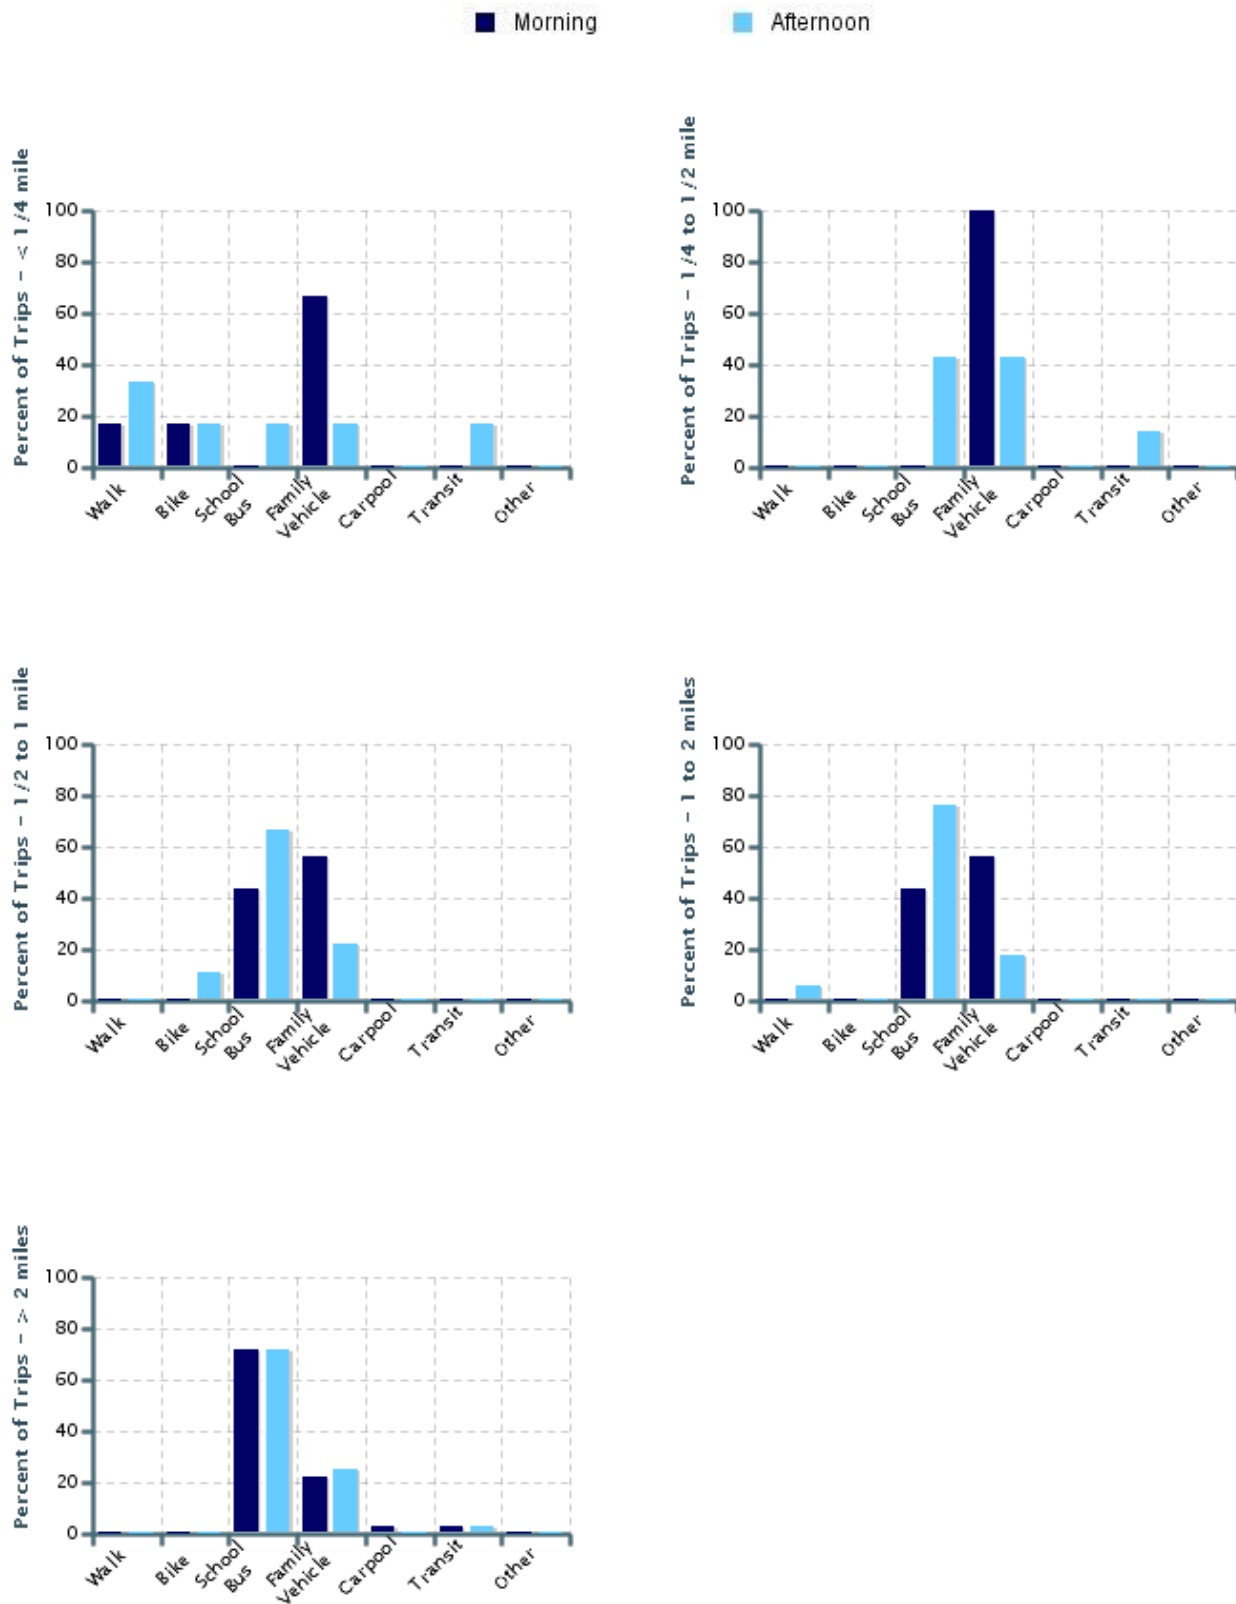 Morning Afternoon
Percent of Trips - < 1/4 mile
100
80
60
40
20
0
Walk
Bike
School
Bus
Family
Vehicle
Carpool
Transit
Other
Percent of Trips - 1/4 to 1/2 mile
100
80
60
40
20
0
Walk
Bike
School
Bus
Family
Vehicle
Carpool
Transit
Other
Percent of Trips - 1/2 to 1 mile
100
80
60
40
20
0
Walk
Bike
School
Bus
Family
Vehicle
Carpool
Transit
Other
Percent of Trips - 1 to 2 miles
100
80
60
40
20
0
Walk
Bike
School
Bus
Family
Vehicle
Carpool
Transit
Other
Percent of Trips - > 2 miles
100
80
60
40
20
0
Walk
Bike
School
Bus
Family
Vehicle
Carpool
Transit
Other